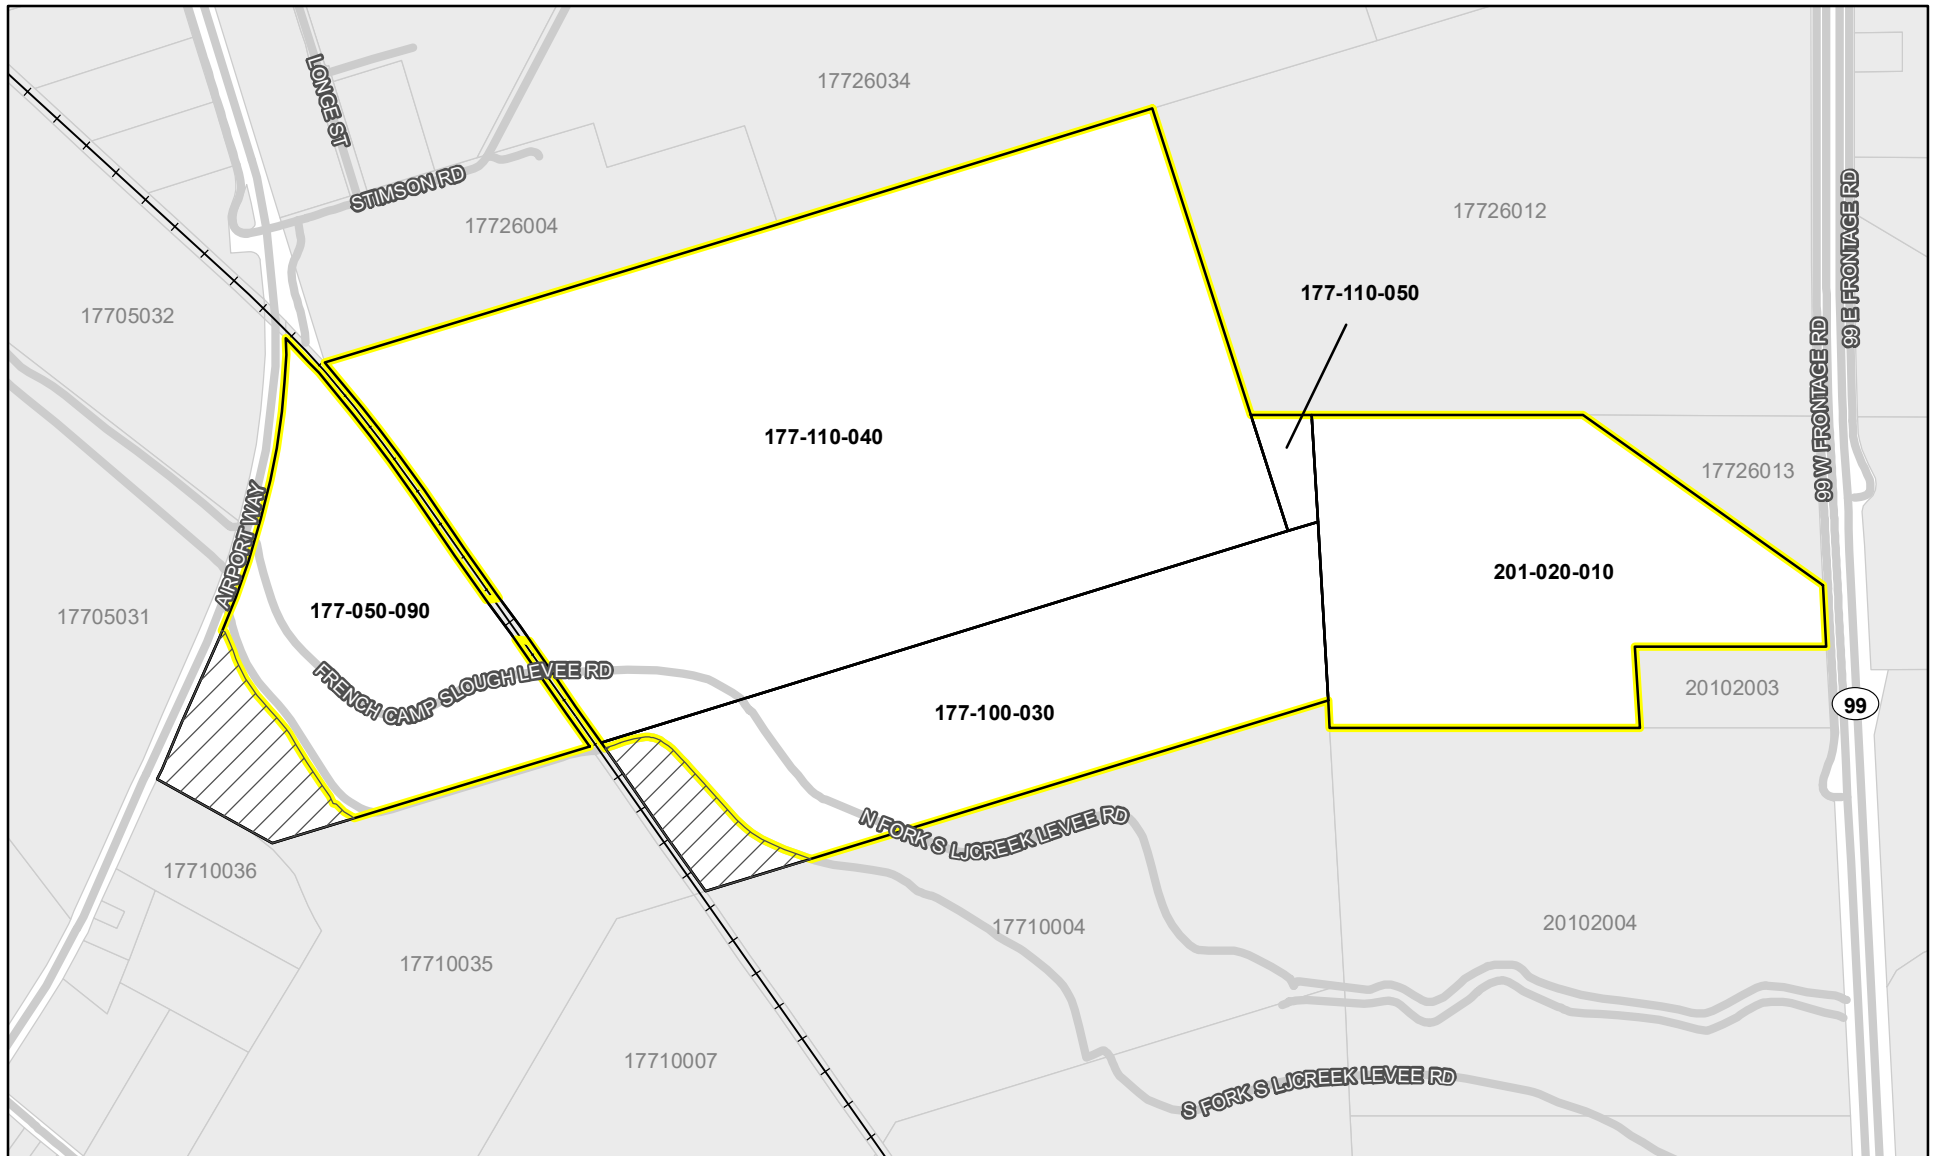 17726034
LONGE ST
STIMSON RD
17726004
17726012
99 E FRONTAGE RD
177-110-050
17705032
99 W FRONTAGE RD
177-110-040
17726013
AIRPORT WAY
201-020-010
177-050-090
17705031
FRENCH CAMP SLOUGH LEVEE RD
20102003
99
177-100-030
N FORK S LJCREEK LEVEE RD
17710036
17710004
20102004
17710035
17710007
S FORK S LJCREEK LEVEE RD